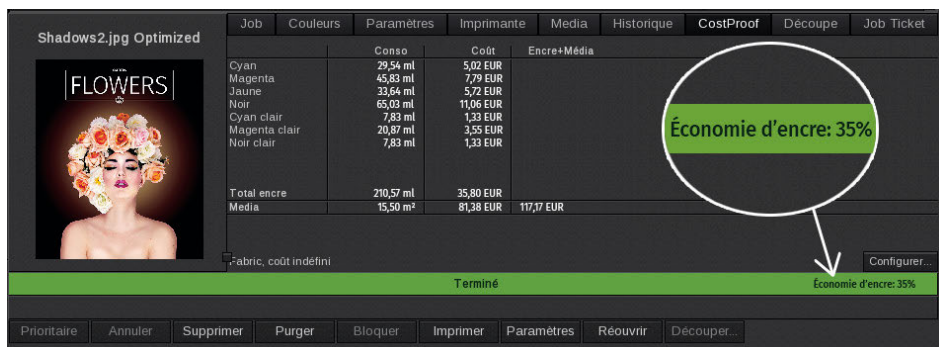 Shadows2.jpg Optimized
FLOWERS
Job Couleurs Paramètres Imprimante Media Historique CostProof Découpe Job Ticket
Conso Coût Encre+Média
Cyan 29,54 ml 5,02 EUR
Magenta 45,83 ml 7,79 EUR
Jaune 33,64 ml 5,72 EUR
Noir 65,03 ml 11,06 EUR
Cyan clair 7,83 ml 1,33 EUR
Magenta clair 20,87 ml 3,55 EUR
Noir clair 7,83 ml 1,33 EUR
Total encre 210,57 ml 35,80 EUR
Media 15,50 m² 81,38 EUR 117,17 EUR
Économie d'encre: 35%
Fabric, coût indéfini
Configurer...
Terminé
Économie d'encre: 35%
Prioritaire Annuler Supprimer Purger Bloquer Imprimer Paramètres Réouvrir Découper...